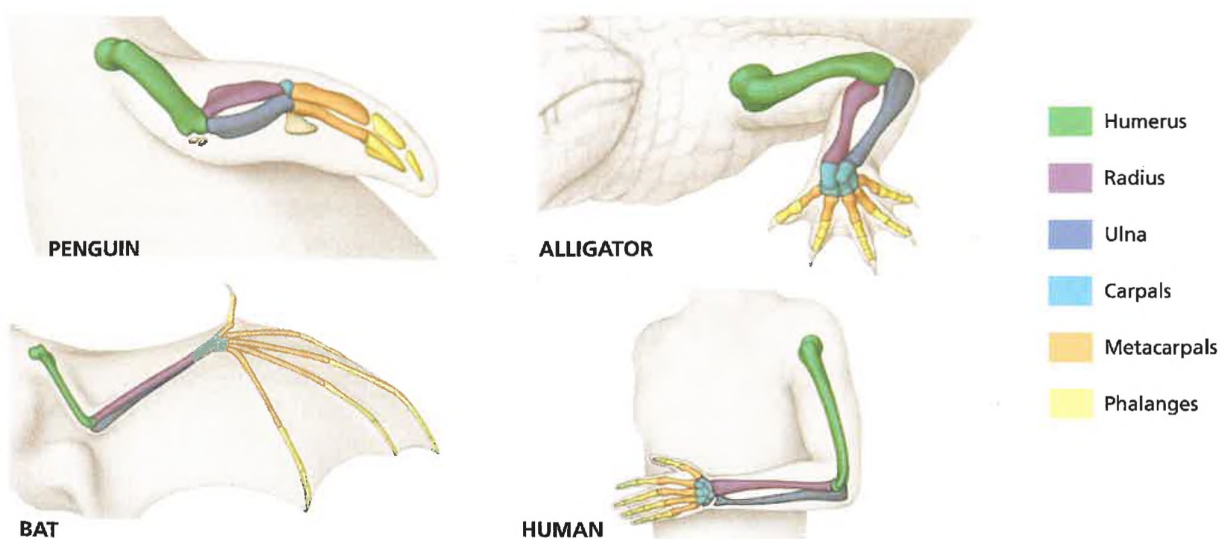 PENGUIN
ALLIGATOR
BAT
HUMAN
Humerus
Radius
Ulna
Carpals
Metacarpals
Phalanges